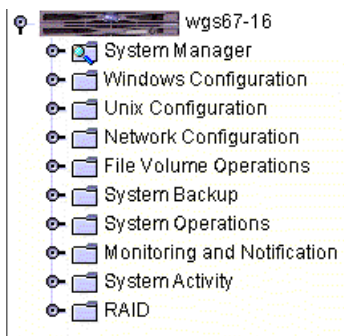 wgs67-16
System Manager
Windows Configuration
Unix Configuration
Network Configuration
File Volume Operations
System Backup
System Operations
Monitoring and Notification
System Activity
RAID